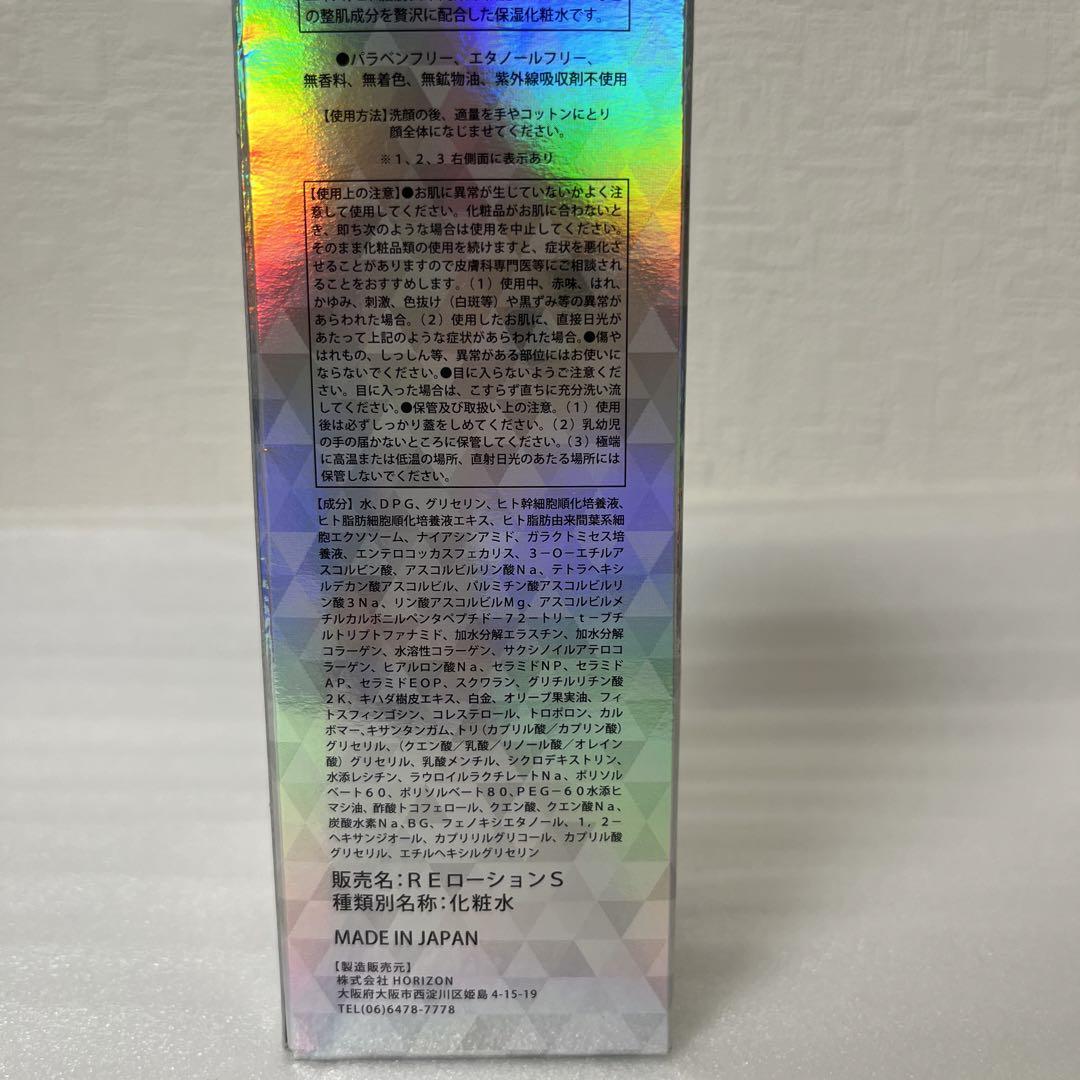 の整肌成分を贅沢に配合した保湿化粧水です。
●パラベンフリー、エタノールフリー、
無香料、無着色、無鉱物油、紫外線吸収剤不使用
【使用方法】洗顔の後、適量を手やコットンにとり
顔全体になじませてください。
※1、2、3 右側面に表示あり
【使用上の注意】●お肌に異常が生じていないかよく注
意して使用してください。化粧品がお肌に合わないと
き、即ち次のような場合は使用を中止してください。
そのまま化粧品類の使用を続けますと、症状を悪化さ
せることがありますので皮膚科専門医等にご相談され
ることをおすすめします。（1）使用中、赤味、はれ、
かゆみ、刺激、色抜け（白斑等）や黒ずみ等の異常が
あらわれた場合。（2）使用したお肌に、直接日光が
あたって上記のような症状があらわれた場合。●傷や
はれもの、しっしん等、異常がある部位にはお使いに
ならないでください。●目に入らないようご注意くだ
さい。目に入った場合は、こすらず直ちに充分洗い流
してください。●保管及び取扱い上の注意。（1）使用
後は必ずしっかり蓋をしめてください。（2）乳幼児
の手の届かないところに保管してください。（3）極端
に高温または低温の場所、直射日光のあたる場所には
保管しないでください。
【成分】水、DPG、グリセリン、ヒト幹細胞順化培養液、
ヒト脂肪細胞順化培養液エキス、ヒト脂肪由来間葉系細
胞エクソソーム、ナイアシンアミド、ガラクトミセス培
養液、エンテロコッカスフェカリス、3－O－エチルア
スコルビン酸、アスコルビルリン酸Na、テトラヘキシ
ルデカン酸アスコルビル、パルミチン酸アスコルビルリ
ン酸3Na、リン酸アスコルビルMg、アスコルビルメ
チルカルボニルペンタペプチド－72－トリ－t－ブチ
ルトリプトファナミド、加水分解エラスチン、加水分解
コラーゲン、水溶性コラーゲン、サクシノイルアテロコ
ラーゲン、ヒアルロン酸Na、セラミドNP、セラミド
AP、セラミドEOP、スクワラン、グリチルリチン酸
2K、キハダ樹皮エキス、白金、オリーブ果実油、フィ
トスフィンゴシン、コレステロール、トロポロン、カル
ボマー、キサンタンガム、トリ（カプリル酸／カプリン酸）
グリセリル、（クエン酸／乳酸／リノール酸／オレイン
酸）グリセリル、乳酸メンチル、シクロデキストリン、
水添レシチン、ラウロイルラクチレートNa、ポリソル
ベート60、ポリソルベート80、PEG－60水添ヒ
マシ油、酢酸トコフェロール、クエン酸、クエン酸Na、
炭酸水素Na、BG、フェノキシエタノール、1，2－
ヘキサンジオール、カプリリルグリコール、カプリル酸
グリセリル、エチルヘキシルグリセリン
販売名：REローションS
種類別名称：化粧水
MADE IN JAPAN
【製造販売元】
株式会社 HORIZON
大阪府大阪市西淀川区姫島 4-15-19
TEL(06)6478-7778